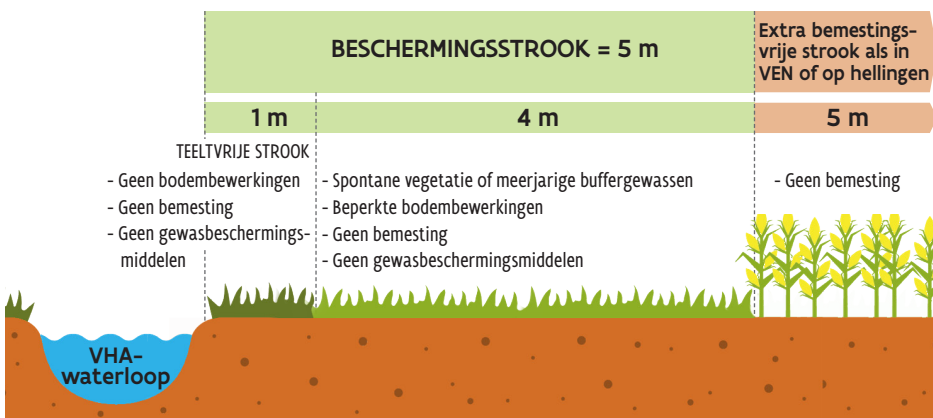 BESCHERMINGSSTROOK = 5 m
Extra bemestings-
vrije strook als in
VEN of op hellingen
1 m
4 m
5 m
TEELTVRIJE STROOK
- Geen bodembewerkingen
- Geen bemesting
- Geen gewasbeschermings-
middelen
- Spontane vegetatie of meerjarige buffergewassen
- Beperkte bodembewerkingen
- Geen bemesting
- Geen gewasbeschermingsmiddelen
- Geen bemesting
VHA-
waterloop